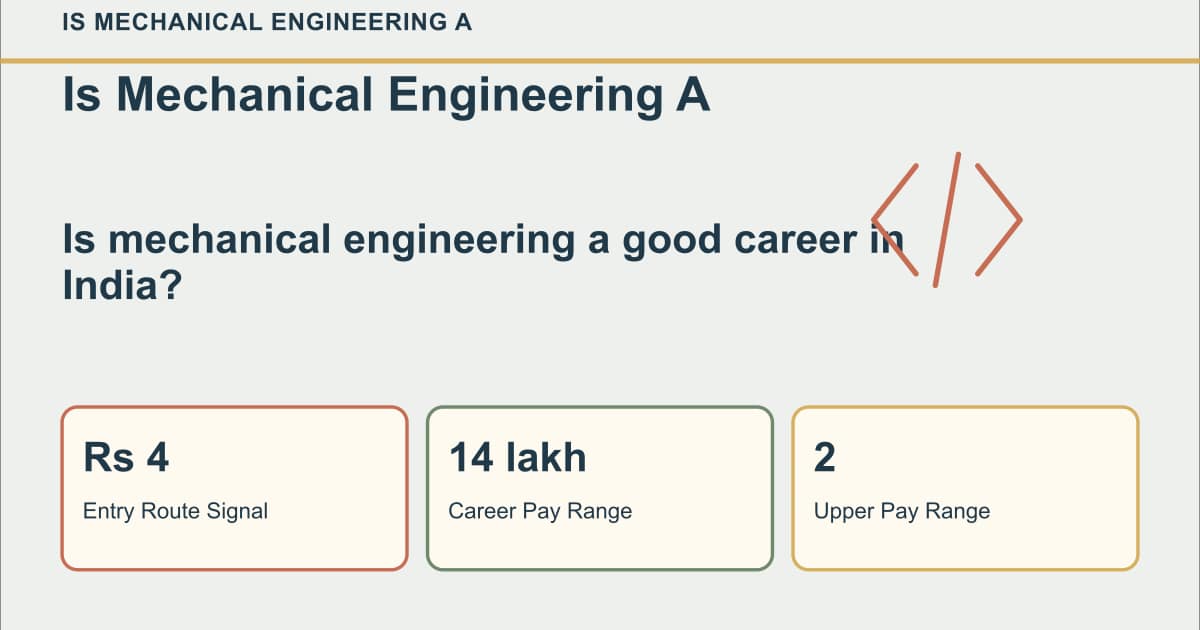 IS MECHANICAL ENGINEERING A
Is Mechanical Engineering A
Is mechanical engineering a good career in
India?
Rs 4
Entry Route Signal
14 lakh
Career Pay Range
2
Upper Pay Range